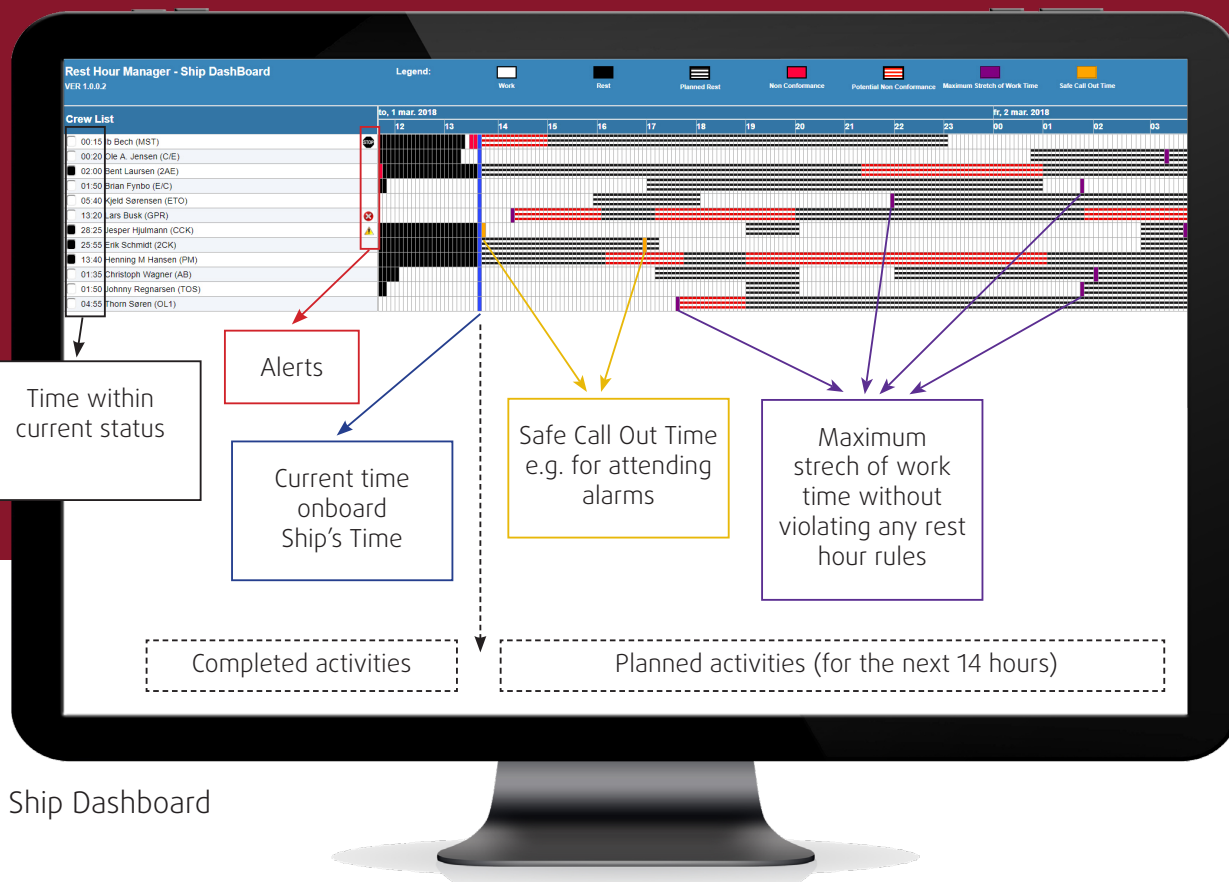 Rest Hour Manager - Ship DashBoard
VER 1.0.0.2
Legend:
Work
Rest
Planned Rest
Non Conformance
Potential Non Conformance
Maximum Stretch of Work Time
Safe Call Out Time
Crew List
to, 1 mar. 2018
fr, 2 mar. 2018
12 13 14 15 16 17 18 19 20 21 22 23 00 01 02 03
00:15 Ib Bech (MST)
STOP
00:20 Ole A. Jensen (C/E)
02:00 Bent Laursen (2AE)
01:50 Brian Fynbo (E/C)
05:40 Kjeld Sørensen (ETO)
13:20 Lars Busk (GPR)
28:25 Jesper Hjulmann (CCK)
25:55 Erik Schmidt (2CK)
13:40 Henning M Hansen (PM)
01:35 Christoph Wagner (AB)
01:50 Johnny Regnarsen (TOS)
04:55 Thorn Søren (OL1)
Time within
current status
Alerts
Current time
onboard
Ship's Time
Safe Call Out Time
e.g. for attending
alarms
Maximum
strech of work
time without
violating any rest
hour rules
Completed activities
Planned activities (for the next 14 hours)
Ship Dashboard